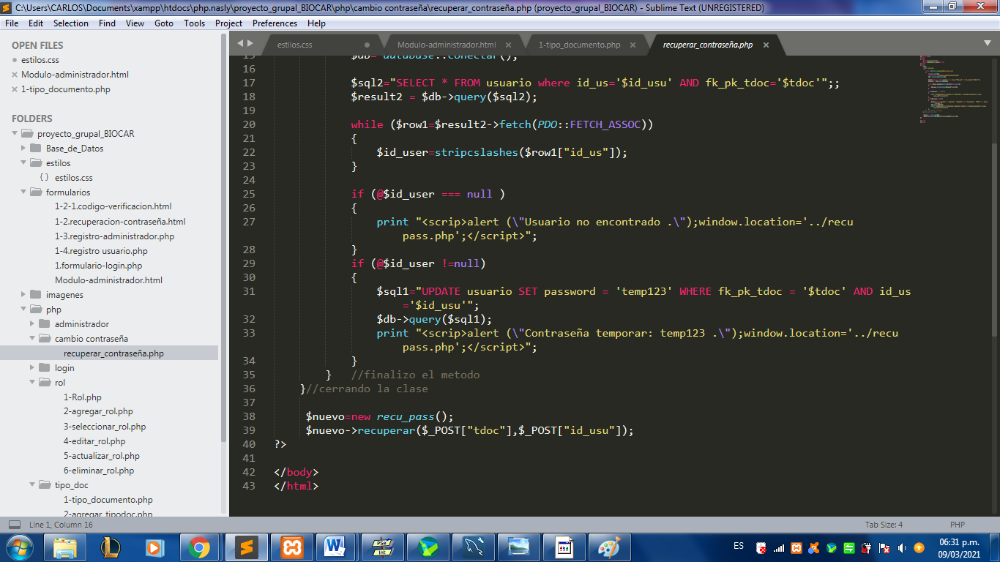 C:\Users\CARLOS\Documents\xampp\htdocs\php.nasly\proyecto_grupal_BIOCAR\php\cambio contraseña\recuperar_contraseña.php (proyecto_grupal_BIOCAR) - Sublime Text (UNREGISTERED)
File Edit Selection Find View Goto Tools Project Preferences Help
OPEN FILES
estilos.css
Modulo-administrador.html
1-tipo_documento.php
FOLDERS
proyecto_grupal_BIOCAR
Base_de_Datos
estilos
{} estilos.css
formularios
1-2-1.codigo-verificacion.html
1-2.recuperacion-contraseña.html
1-3.registro-administrador.php
1-4.registro usuario.php
1.formulario-login.php
Modulo-administrador.html
imagenes
php
administrador
cambio contraseña
recuperar_contraseña.php
login
rol
1-Rol.php
2-agregar_rol.php
3-seleccionar_rol.php
4-editar_rol.php
5-actualizar_rol.php
6-eliminar_rol.php
tipo_doc
1-tipo_documento.php
2-agregar_tipodoc.php
estilos.css
Modulo-administrador.html
1-tipo_documento.php
recuperar_contraseña.php
15 $db= database::conectar();
16
17 $sql2="SELECT * FROM usuario where id_us='$id_usu' AND fk_pk_tdoc='$tdoc'";;
18 $result2 = $db->query($sql2);
19
20 while ($row1=$result2->fetch(PDO::FETCH_ASSOC))
21 {
22 $id_user=stripcslashes($row1["id_us"]);
23 }
24
25 if (@$id_user === null )
26 {
27 print "<scrip>alert (\"Usuario no encontrado .\");window.location='../recu
pass.php';</script>";
28 }
29 if (@$id_user !=null)
30 {
31 $sql1="UPDATE usuario SET password = 'temp123' WHERE fk_pk_tdoc = '$tdoc' AND id_us
='$id_usu'";
32 $db->query($sql1);
33 print "<scrip>alert (\"Contraseña temporar: temp123 .\");window.location='../recu
pass.php';</script>";
34 }
35 } //finalizo el metodo
36 }//cerrando la clase
37
38 $nuevo=new recu_pass();
39 $nuevo->recuperar($_POST["tdoc"],$_POST["id_usu"]);
40 ?>
41
42 </body>
43 </html>
Line 1, Column 16
Tab Size: 4
PHP
PSe
Int
ES
06:31 p.m.
09/03/2021